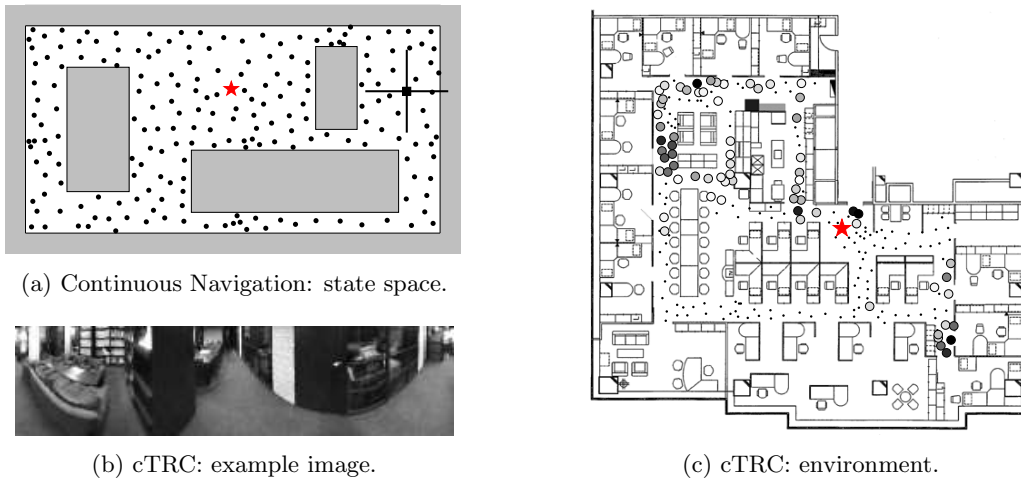 (a) Continuous Navigation: state space.
(b) cTRC: example image.
(c) cTRC: environment.